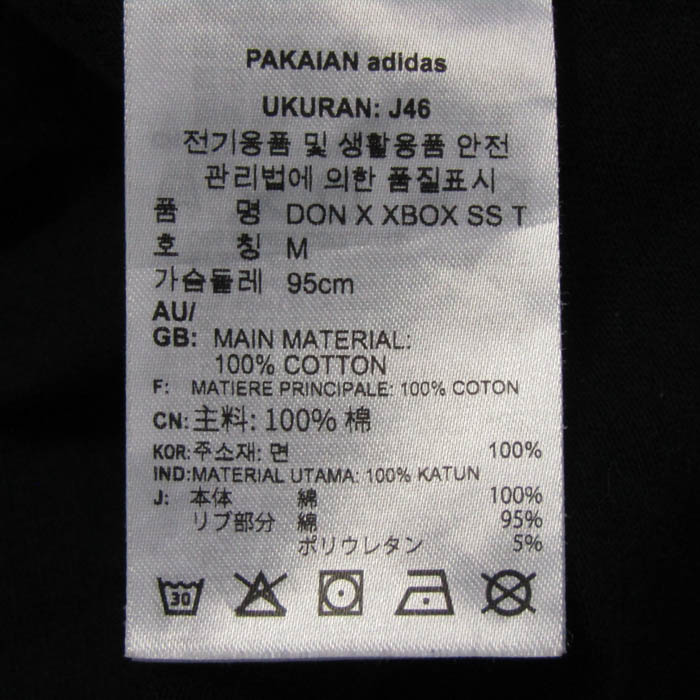 PAKAIAN adidas
UKURAN: J46
전기용품 및 생활용품 안전
관리법에 의한 품질표시
품 명 DON X XBOX SS T
호 칭 M
가슴둘레 95cm
AU/
GB: MAIN MATERIAL:
100% COTTON
F: MATIERE PRINCIPALE: 100% COTON
CN: 主料: 100% 棉
KOR: 주소재: 면 100%
IND: MATERIAL UTAMA: 100% KATUN
J: 本体 綿 100%
リブ部分 綿 95%
ポリウレタン 5%
30